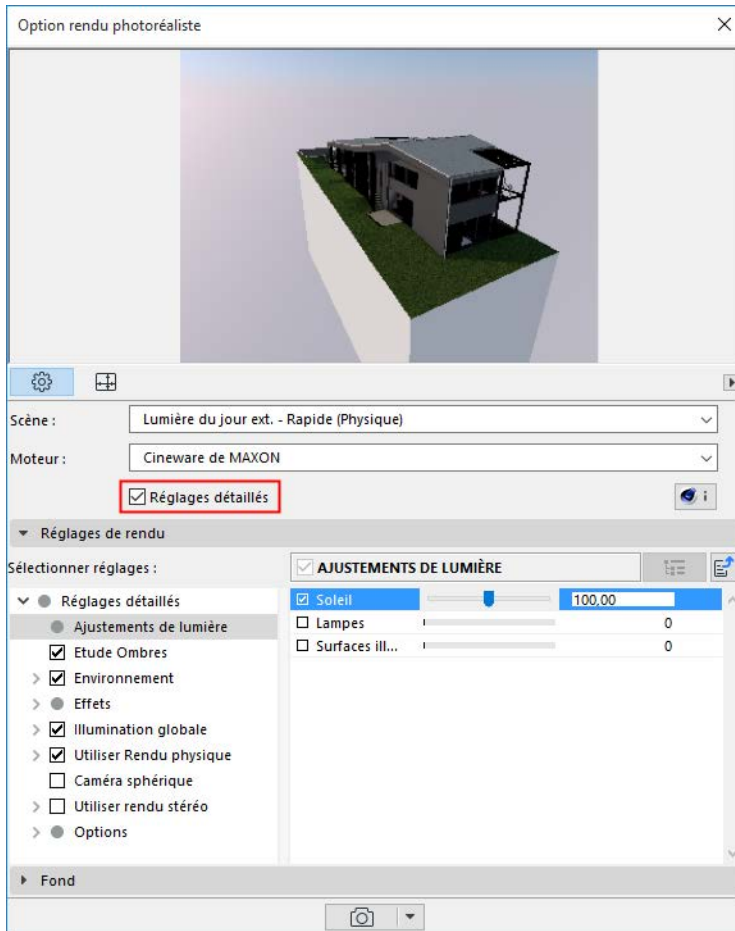 Option rendu photoréaliste
Scène :
Lumière du jour ext. - Rapide (Physique)
Moteur :
Cineware de MAXON
Réglages détaillés
i
Réglages de rendu
Sélectionner réglages :
AJUSTEMENTS DE LUMIÈRE
Réglages détaillés
Ajustements de lumière
Etude Ombres
Environnement
Effets
Illumination globale
Utiliser Rendu physique
Caméra sphérique
Utiliser rendu stéréo
Options
Soleil 100,00
Lampes 0
Surfaces ill... 0
Fond